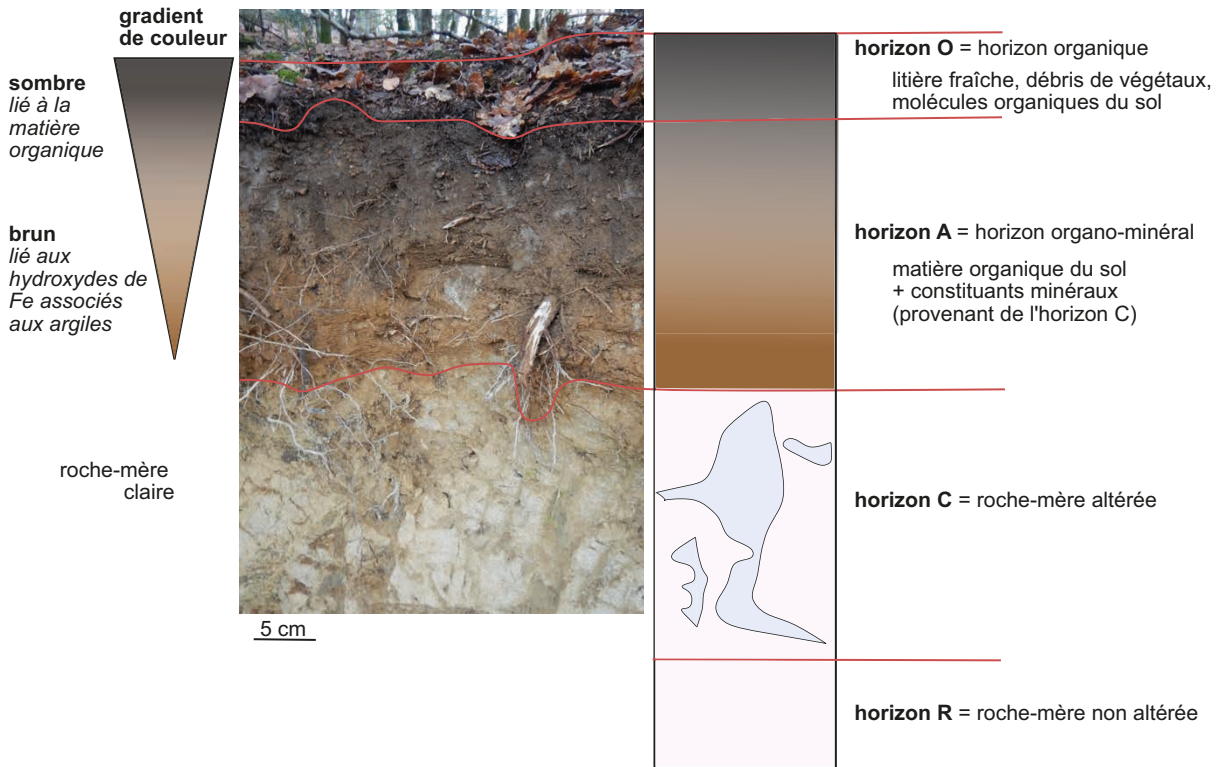 gradient
de couleur
sombre
lié à la
matière
organique
brun
lié aux
hydroxydes de
Fe associés
aux argiles
roche-mère
claire
5 cm
horizon O = horizon organique
litière fraîche, débris de végétaux,
molécules organiques du sol
horizon A = horizon organo-minéral
matière organique du sol
+ constituants minéraux
(provenant de l'horizon C)
horizon C = roche-mère altérée
horizon R = roche-mère non altérée